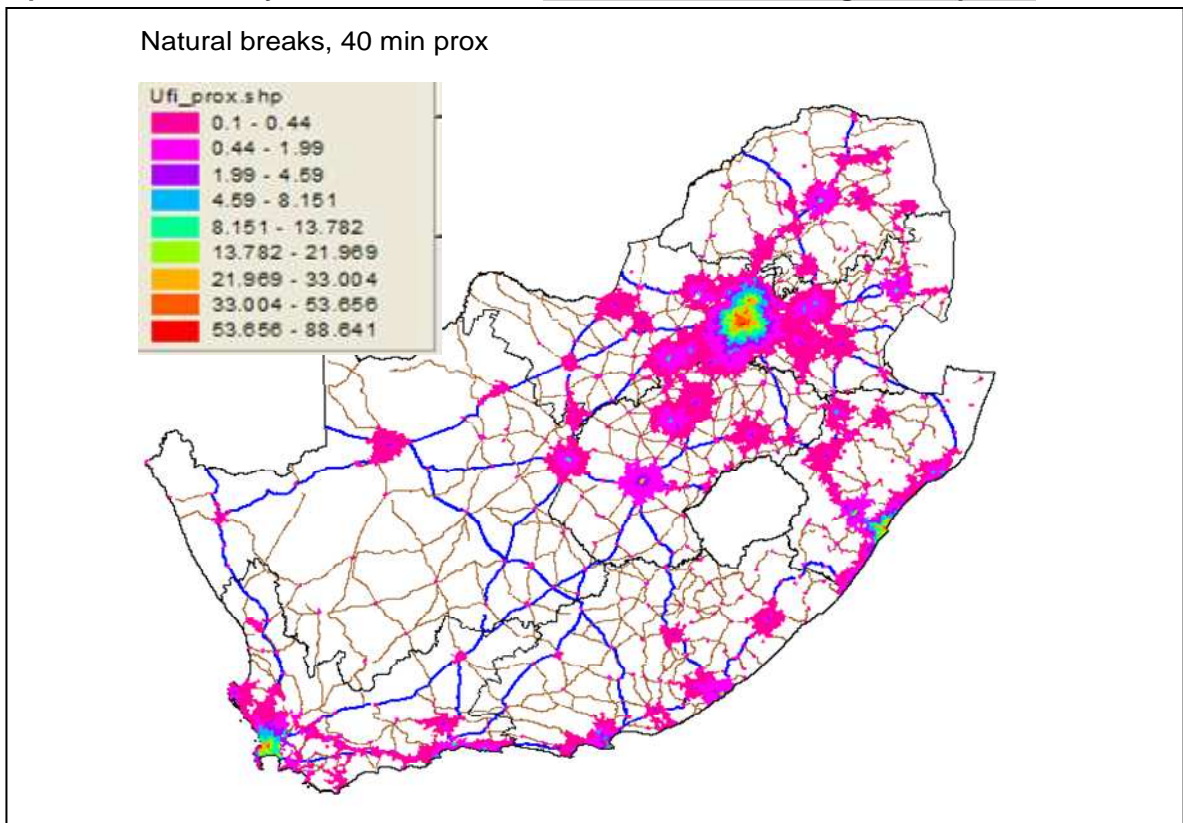 Natural breaks, 40 min prox
Ufi_prox.shp
0.1 - 0.44
0.44 - 1.99
1.99 - 4.59
4.59 - 8.151
8.151 - 13.782
13.782 - 21.969
21.969 - 33.004
33.004 - 53.656
53.656 - 88.641